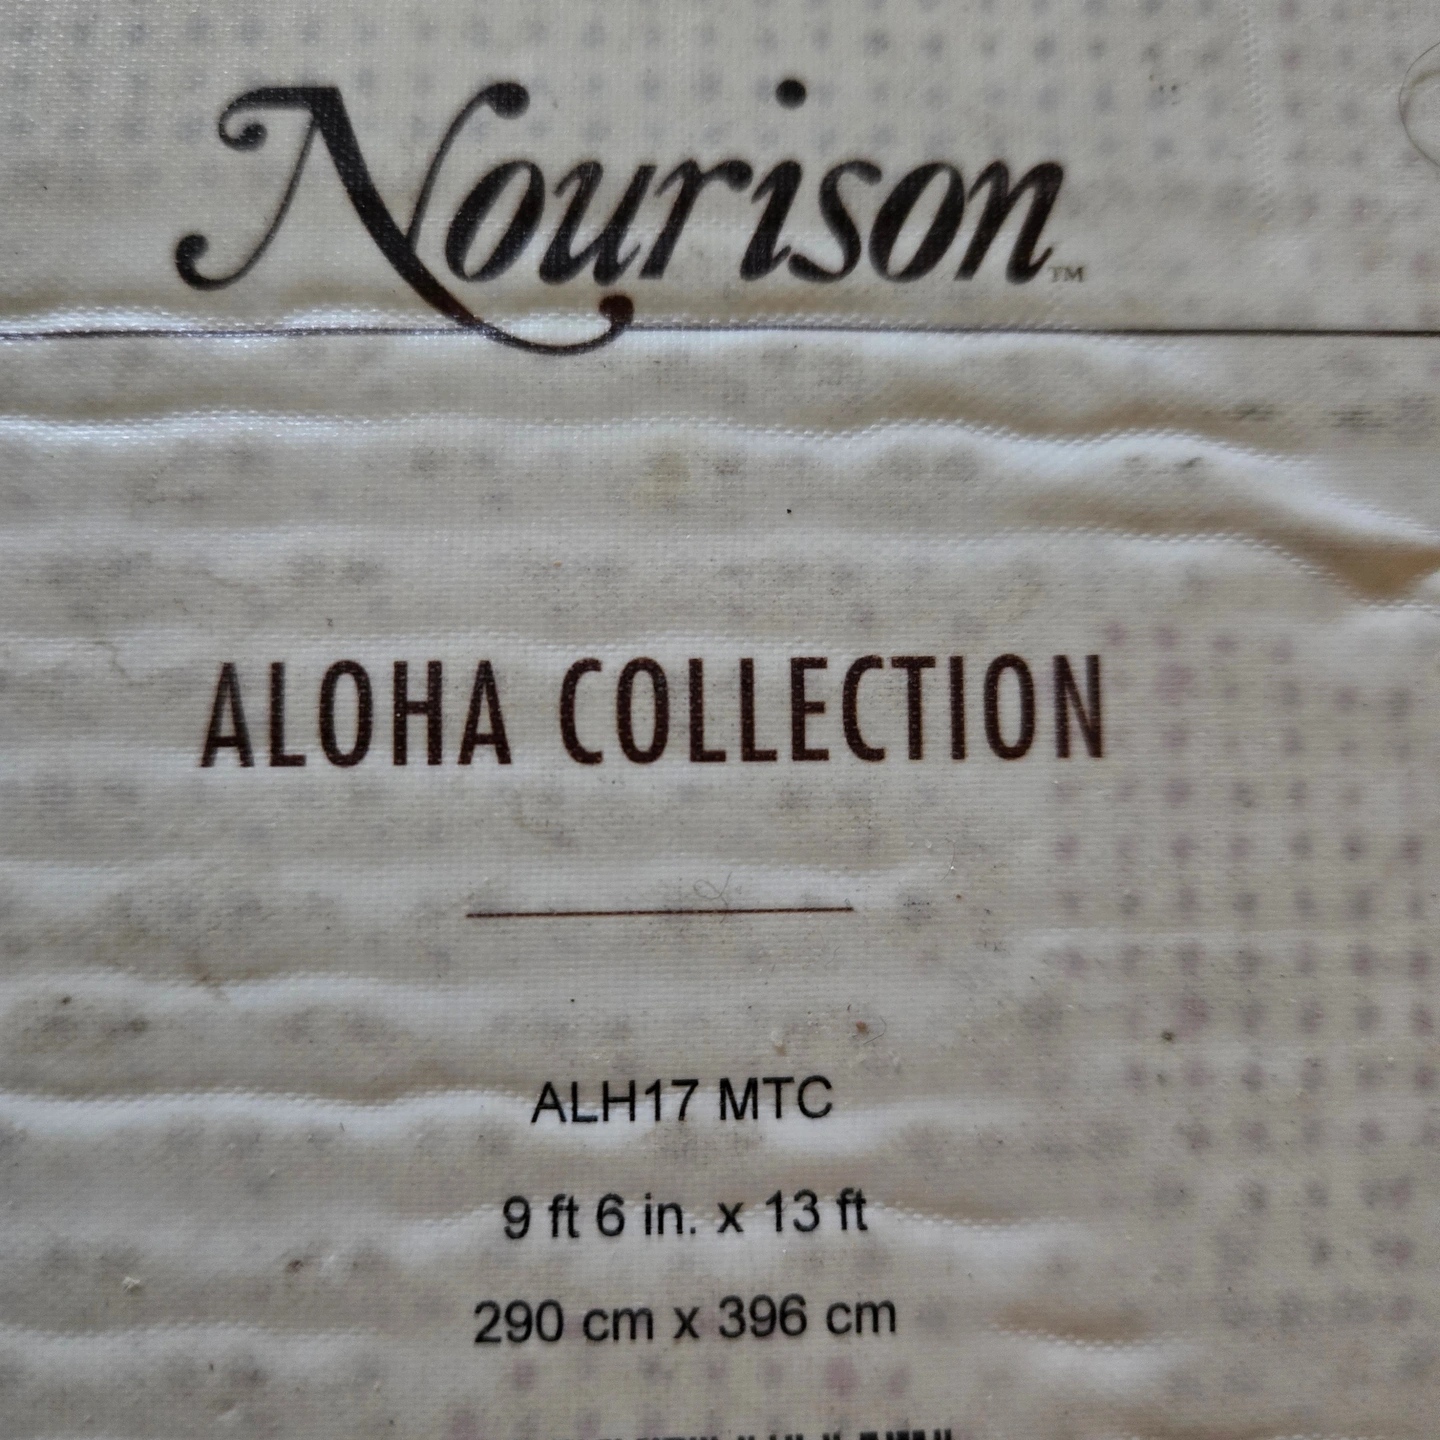 Nourison™
ALOHA COLLECTION
ALH17 MTC
9 ft 6 in. x 13 ft
290 cm x 396 cm